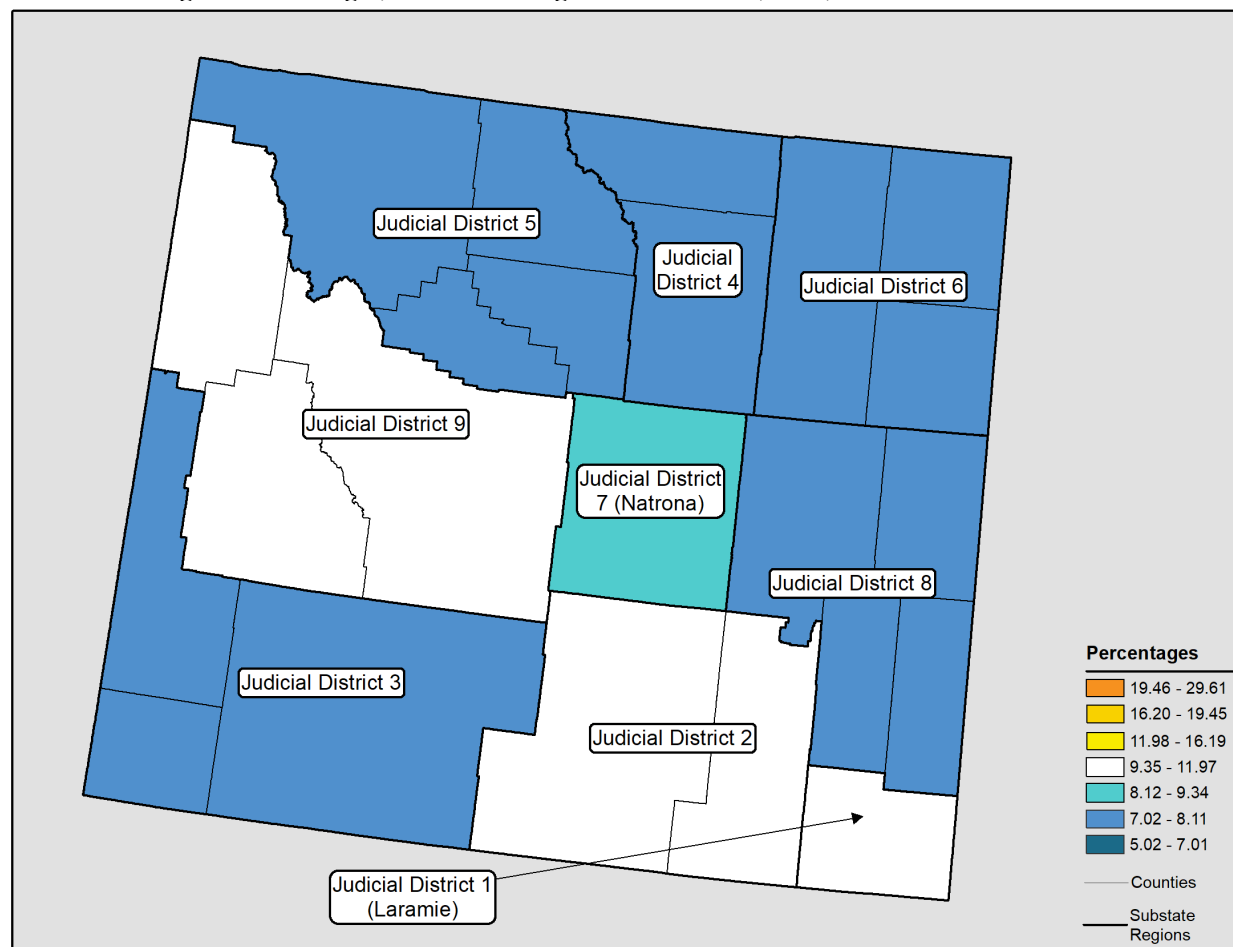 Judicial District 5
Judicial
District 4
Judicial District 6
Judicial District 9
Judicial District
7 (Natrona)
Judicial District 8
Judicial District 3
Judicial District 2
Judicial District 1
(Laramie)
Percentages
19.46 - 29.61
16.20 - 19.45
11.98 - 16.19
9.35 - 11.97
8.12 - 9.34
7.02 - 8.11
5.02 - 7.01
Counties
Substate
Regions